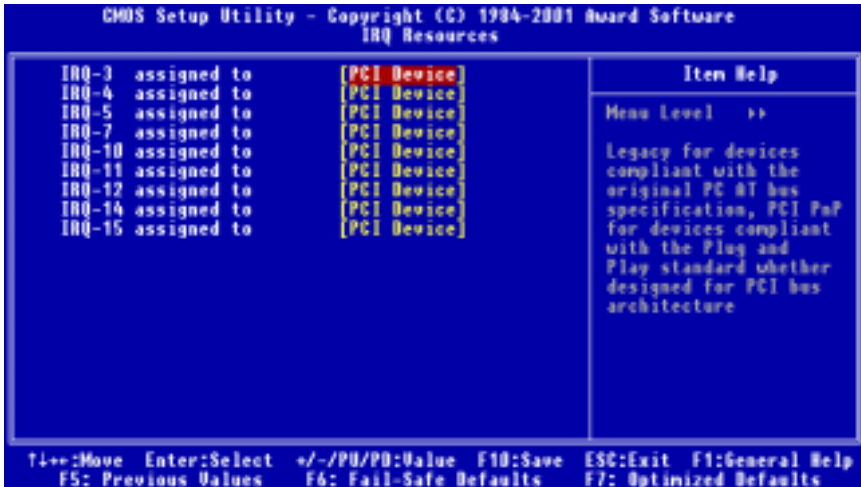 CMOS Setup Utility - Copyright (C) 1984-2001 Award Software
IRQ Resources
IRQ-3 assigned to [PCI Device]
IRQ-4 assigned to [PCI Device]
IRQ-5 assigned to [PCI Device]
IRQ-7 assigned to [PCI Device]
IRQ-10 assigned to [PCI Device]
IRQ-11 assigned to [PCI Device]
IRQ-12 assigned to [PCI Device]
IRQ-14 assigned to [PCI Device]
IRQ-15 assigned to [PCI Device]
Item Help
Menu Level ▸▸
Legacy for devices
compliant with the
original PC AT bus
specification, PCI PnP
for devices compliant
with the Plug and
Play standard whether
designed for PCI bus
architecture
↑↓→←:Move Enter:Select +/-/PU/PD:Value F10:Save ESC:Exit F1:General Help
F5: Previous Values F6: Fail-Safe Defaults F7: Optimized Defaults